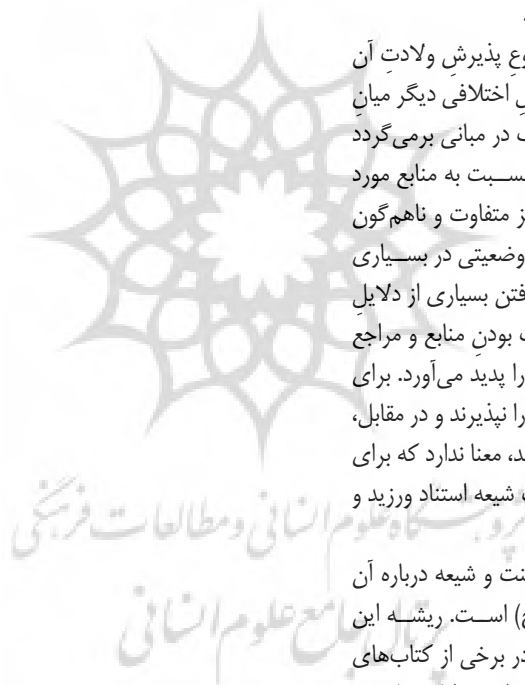 وعِ پذیرشِ ولادتِ آن
ِ اختلافی دیگر میانِ
ف در مبانی برمی‌گردد
نسبت به منابع مورد
ز متفاوت و ناهم‌گون
وضعیتی در بسیاری
فتن بسیاری از دلایلِ
ت بودنِ منابع و مراجع
را پدید می‌آورد. برای
را نپذیرند و در مقابل،
ند، معنا ندارد که برای
شیعه استناد ورزید و
پژوهشگاه علوم انسانی و مطالعات فرهنگی
سنت و شیعه درباره آن
است. ریشه این
پرتال جامع علوم انسانی
در برخی از کتاب‌های